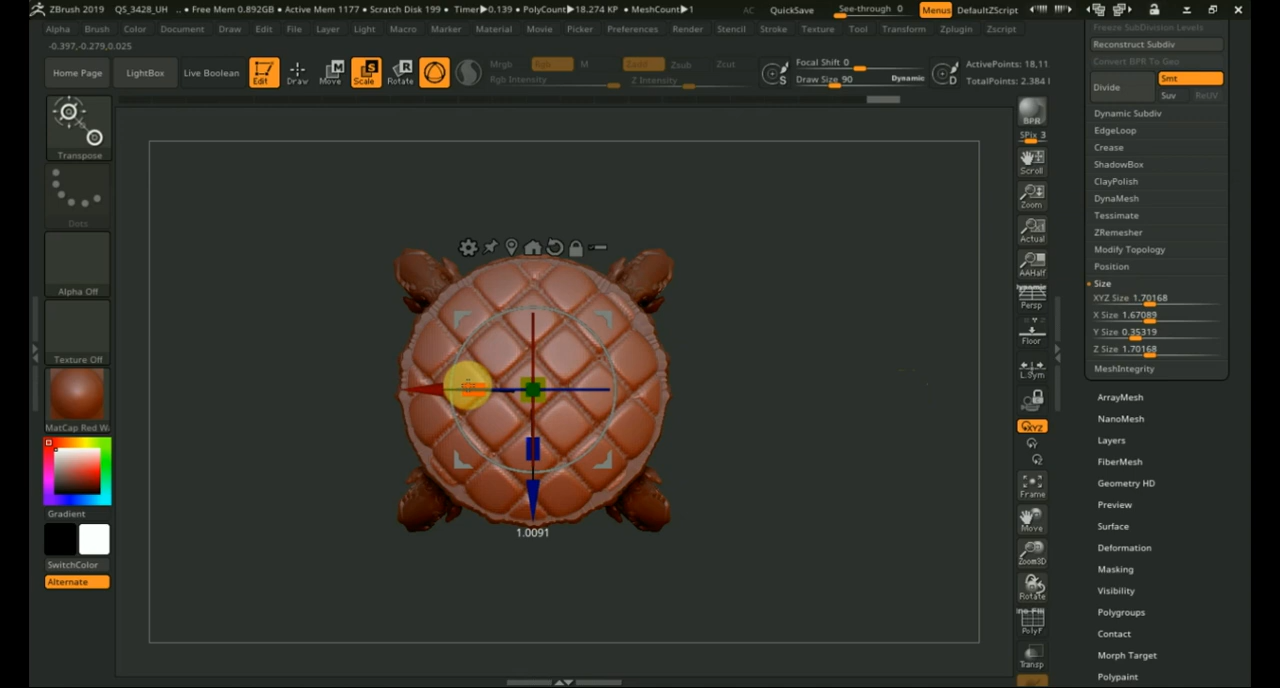 ZBrush 2019 QS_3428_UH .. • Free Mem 0.892GB • Active Mem 1177 • Scratch Disk 199 • Timer▶0.139 • PolyCount▶18.274 KP • MeshCount▶1 AC QuickSave See-through 0 Menus DefaultZScript
Alpha Brush Color Document Draw Edit File Layer Light Macro Marker Material Movie Picker Preferences Render Stencil Stroke Texture Tool Transform Zplugin Zscript
-0.397,-0.279,0.025
Home Page LightBox Live Boolean Edit Draw Move Scale Rotate
Mrgb Rgb M Zadd Zsub Zcut
Rgb Intensity Z Intensity
Focal Shift 0
Draw Size 90 Dynamic
ActivePoints: 18,11
TotalPoints: 2.384
Transpose
Dots
Alpha Off
Texture Off
MatCap Red W
Gradient
SwitchColor
Alternate
1.0091
BPR
SPix 3
Scroll
Zoom
Actual
AAHalf
Dynamic
Persp
Floor
L.Sym
XYZ
Frame
Move
Zoom3D
Rotate
PolyF
Transp
Freeze SubDivision Levels
Reconstruct Subdiv
Convert BPR To Geo
Divide
Smt
Suv ReUV
Dynamic Subdiv
EdgeLoop
Crease
ShadowBox
ClayPolish
DynaMesh
Tessimate
ZRemesher
Modify Topology
Position
Size
XYZ Size 1.70168
X Size 1.67089
Y Size 0.35319
Z Size 1.70168
MeshIntegrity
ArrayMesh
NanoMesh
Layers
FiberMesh
Geometry HD
Preview
Surface
Deformation
Masking
Visibility
Polygroups
Contact
Morph Target
Polypaint